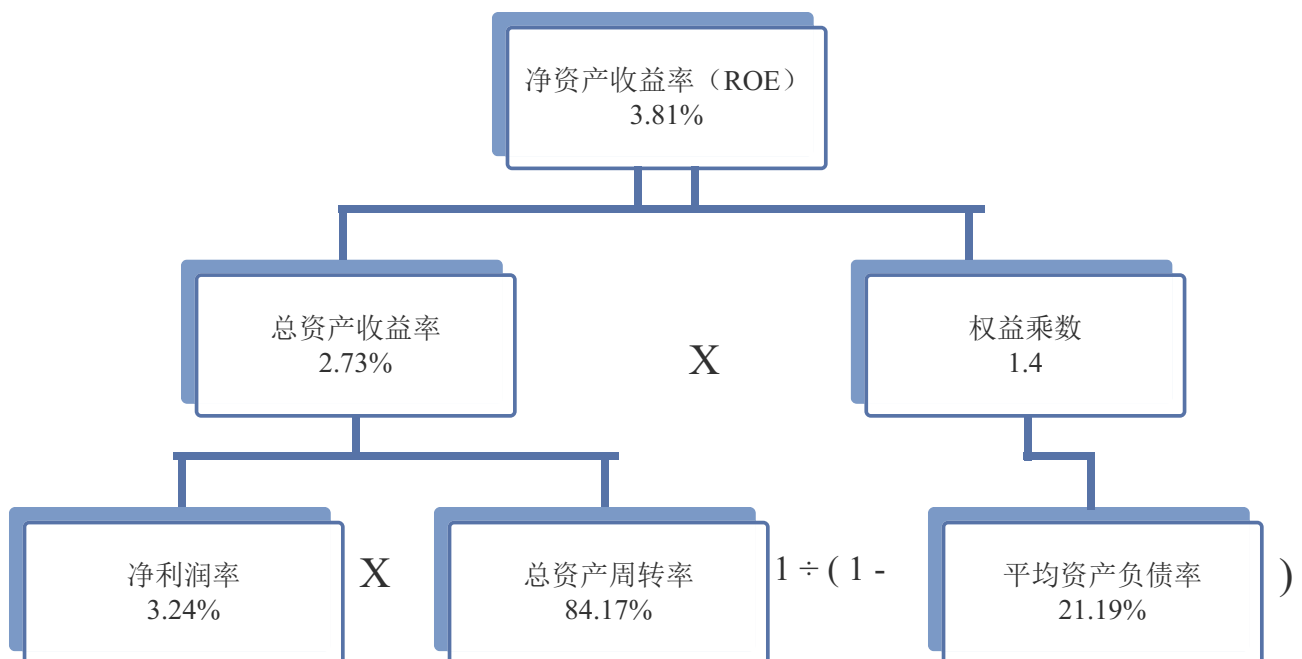 净资产收益率（ROE）
3.81%
总资产收益率
2.73%
X
权益乘数
1.4
净利润率
3.24%
X
总资产周转率
84.17%
1 ÷ ( 1 -
平均资产负债率
21.19%
)